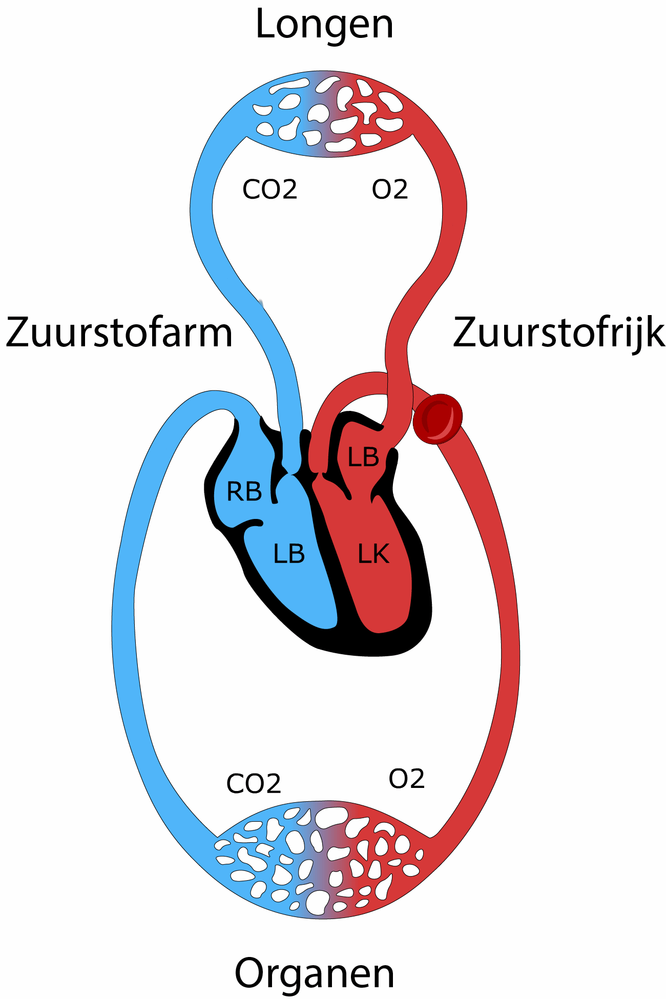 Longen
CO2
O2
Zuurstofarm
Zuurstofrijk
LB
RB
LB
LK
CO2
O2
Organen